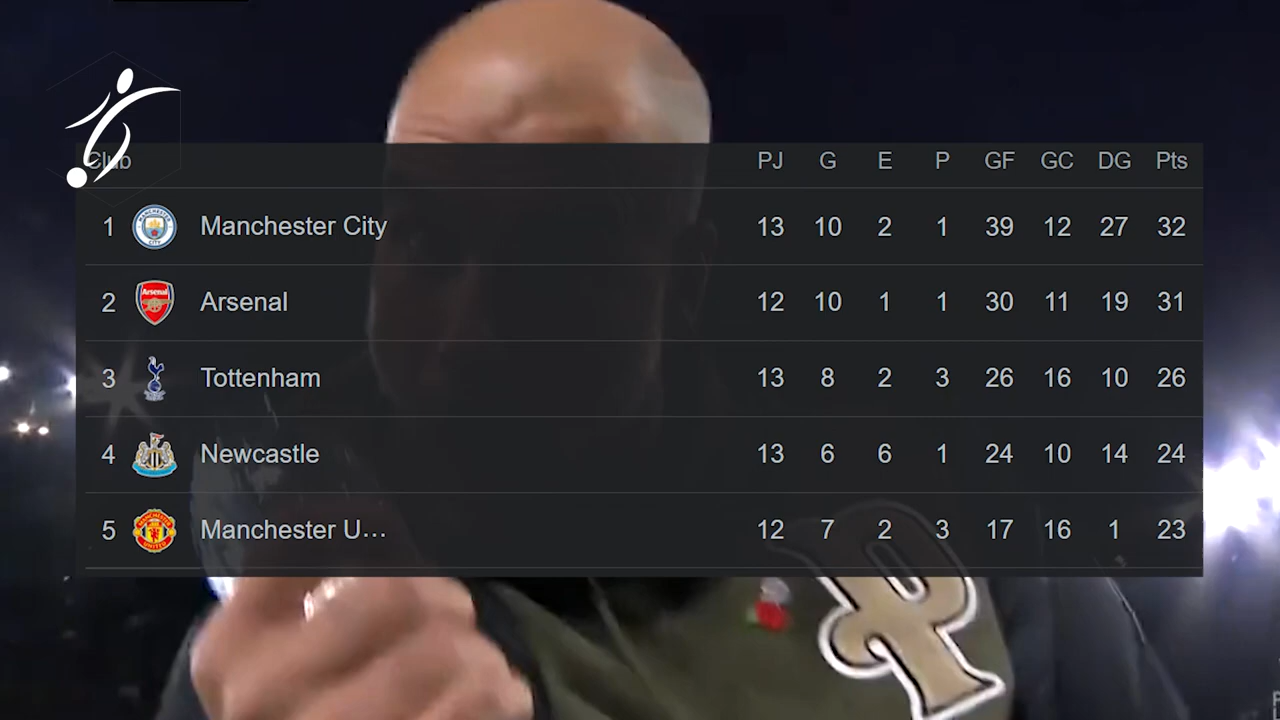 Club PJ G E P GF GC DG Pts
1 Manchester City 13 10 2 1 39 12 27 32
2 Arsenal 12 10 1 1 30 11 19 31
3 Tottenham 13 8 2 3 26 16 10 26
4 Newcastle 13 6 6 1 24 10 14 24
5 Manchester U... 12 7 2 3 17 16 1 23